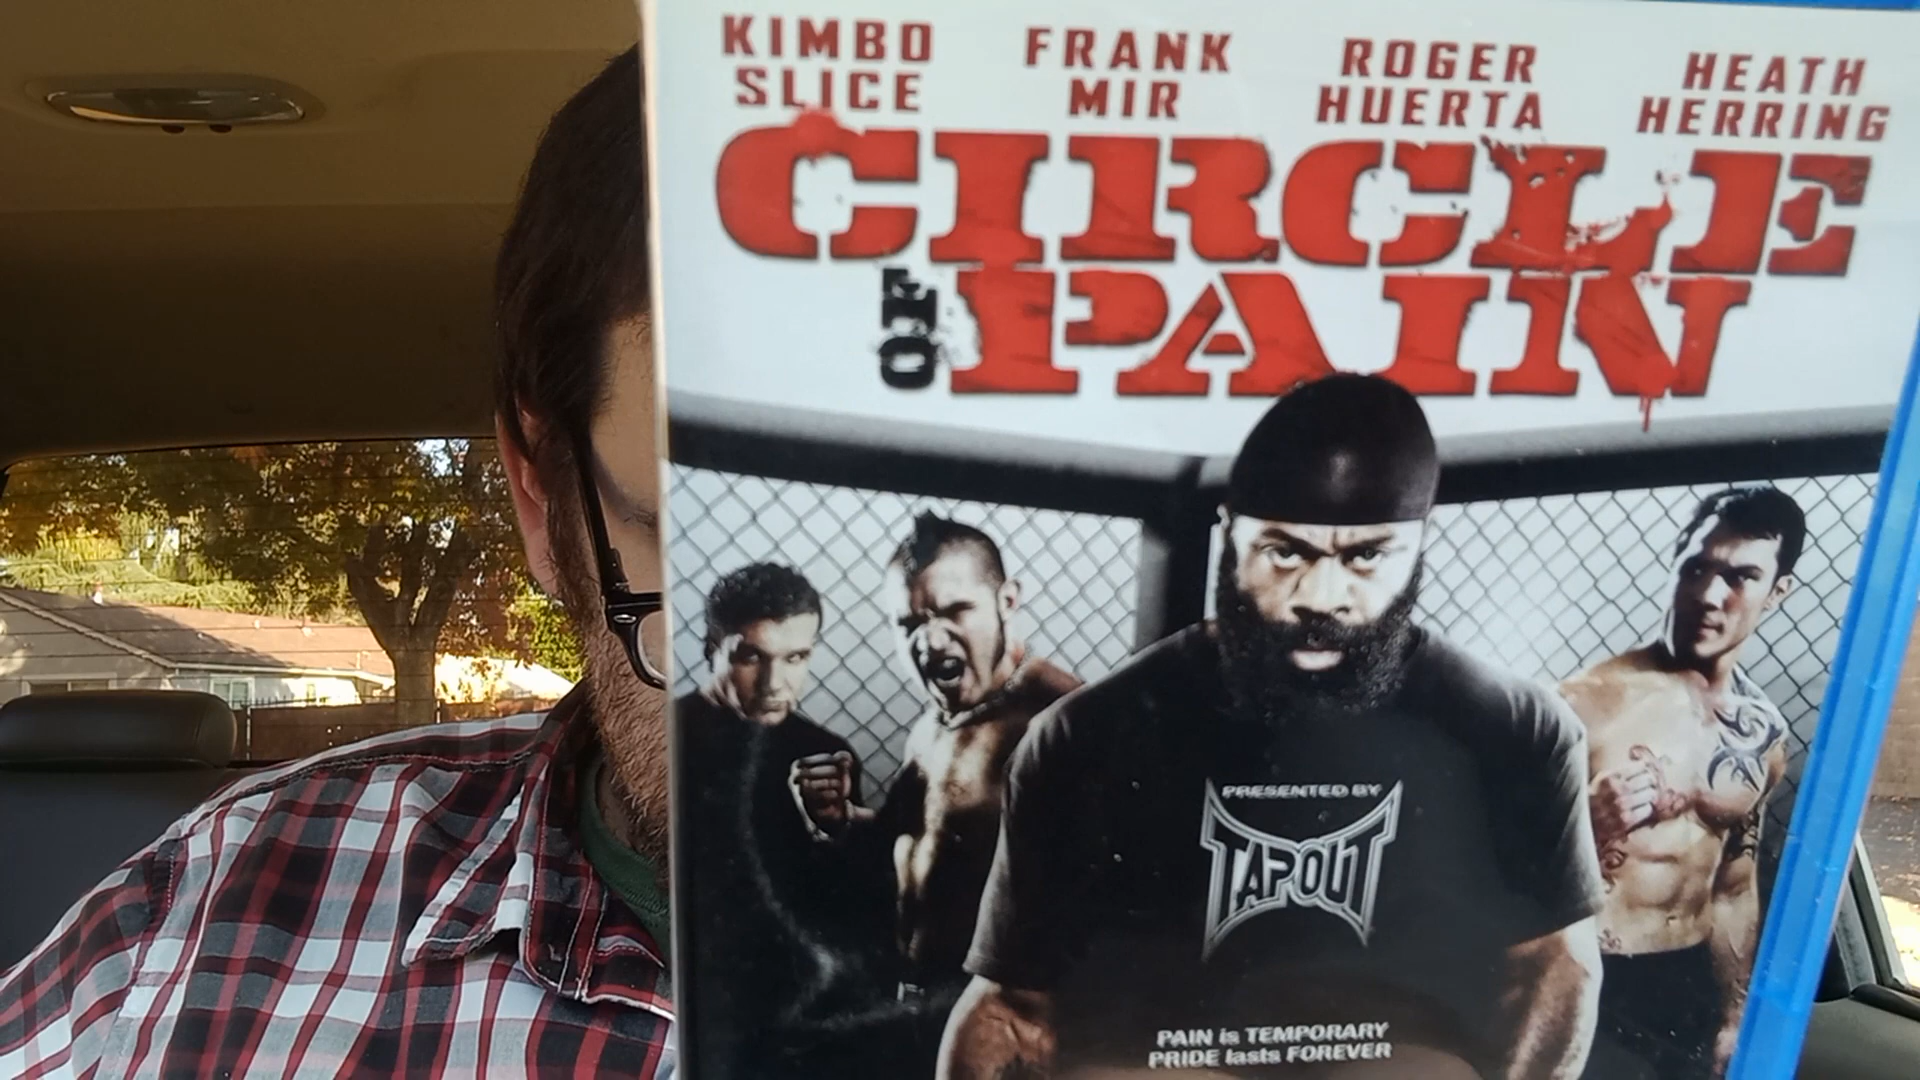 KIMBO SLICE
FRANK MIR
ROGER HUERTA
HEATH HERRING
CIRCLE
OF PAIN
PRESENTED BY
TAPOUT
PAIN is TEMPORARY
PRIDE lasts FOREVER